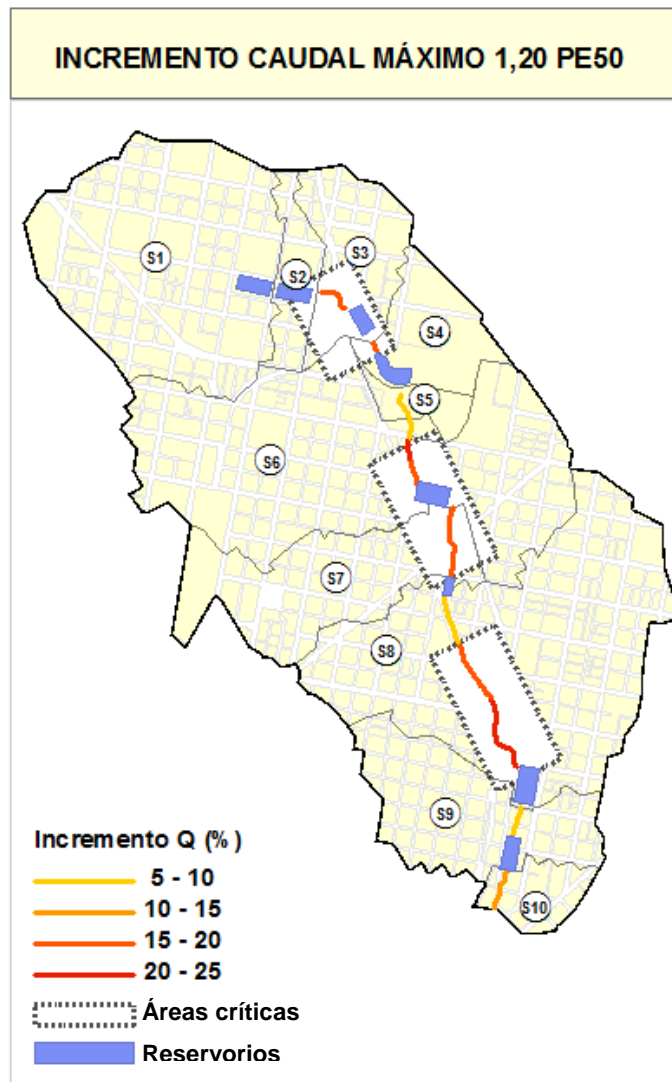 INCREMENTO CAUDAL MÁXIMO 1,20 PE50
S1
S2
S3
S4
S5
S6
S7
S8
S9
S10
Incremento Q (%)
5 - 10
10 - 15
15 - 20
20 - 25
Áreas críticas
Reservorios